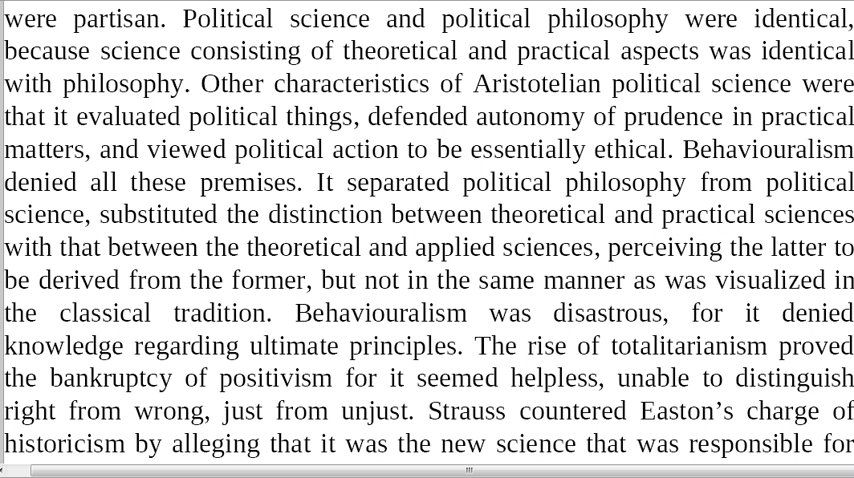 were partisan. Political science and political philosophy were identical,
because science consisting of theoretical and practical aspects was identical
with philosophy. Other characteristics of Aristotelian political science were
that it evaluated political things, defended autonomy of prudence in practical
matters, and viewed political action to be essentially ethical. Behaviouralism
denied all these premises. It separated political philosophy from political
science, substituted the distinction between theoretical and practical sciences
with that between the theoretical and applied sciences, perceiving the latter to
be derived from the former, but not in the same manner as was visualized in
the classical tradition. Behaviouralism was disastrous, for it denied
knowledge regarding ultimate principles. The rise of totalitarianism proved
the bankruptcy of positivism for it seemed helpless, unable to distinguish
right from wrong, just from unjust. Strauss countered Easton’s charge of
historicism by alleging that it was the new science that was responsible for